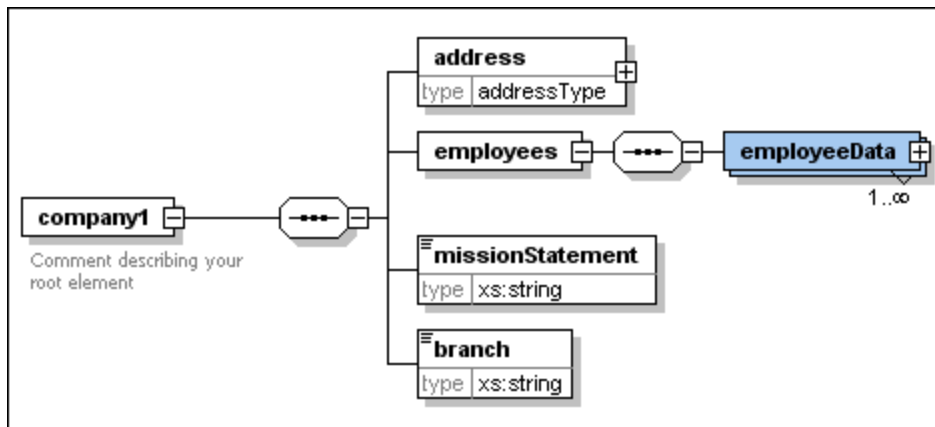 address
type addressType
employees
employeeData
1..∞
company1
Comment describing your
root element
missionStatement
type xs:string
branch
type xs:string